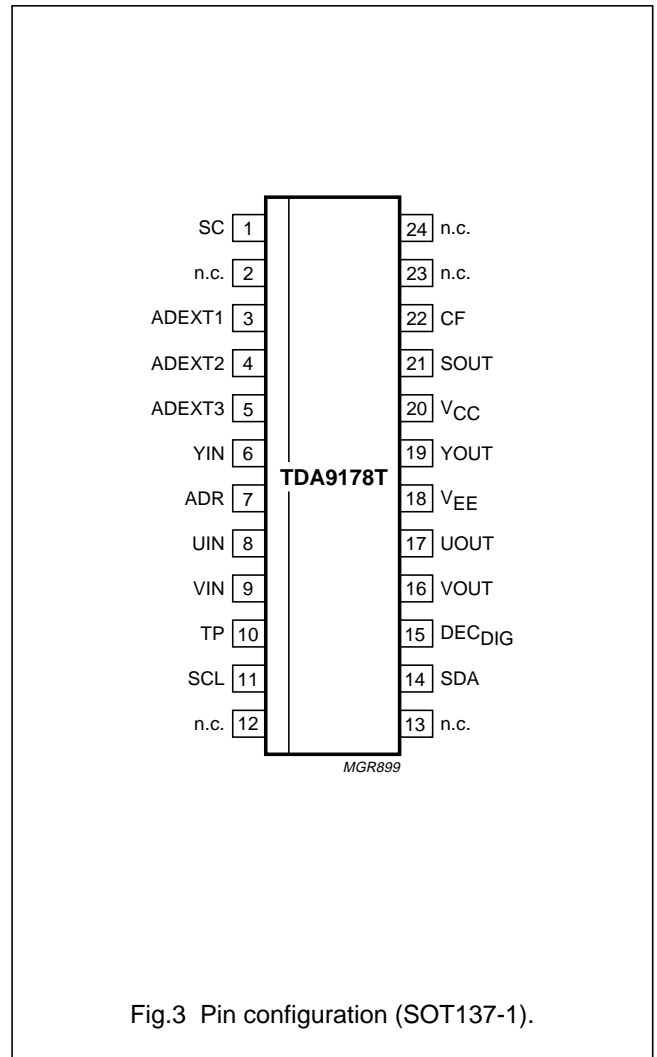 SC 1 24 n.c.
n.c. 2 23 n.c.
ADEXT1 3 22 CF
ADEXT2 4 21 SOUT
ADEXT3 5 20 VCC
YIN 6 19 YOUT
TDA9178T
ADR 7 18 VEE
UIN 8 17 UOUT
VIN 9 16 VOUT
TP 10 15 DECDIG
SCL 11 14 SDA
n.c. 12 13 n.c.
MGR899
Fig.3 Pin configuration (SOT137-1).